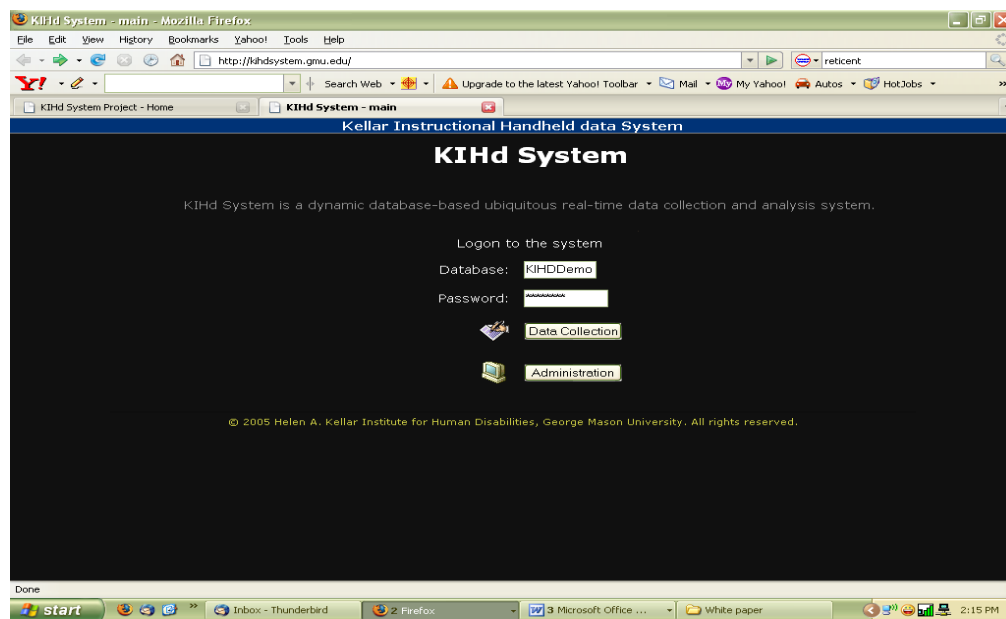 KIHd System - main - Mozilla Firefox
File Edit View History Bookmarks Yahoo! Tools Help
http://kihdsystem.gmu.edu/ reticent
Y! Search Web Upgrade to the latest Yahoo! Toolbar Mail My Yahoo! Autos HotJobs »
KIHd System Project - Home KIHd System - main
Kellar Instructional Handheld data System
KIHd System
KIHd System is a dynamic database-based ubiquitous real-time data collection and analysis system.
Logon to the system
Database: KIHDDemo
Password: ********
Data Collection
Administration
© 2005 Helen A. Kellar Institute for Human Disabilities, George Mason University. All rights reserved.
Done
start » Inbox - Thunderbird 2 Firefox 3 Microsoft Office ... White paper 2:15 PM